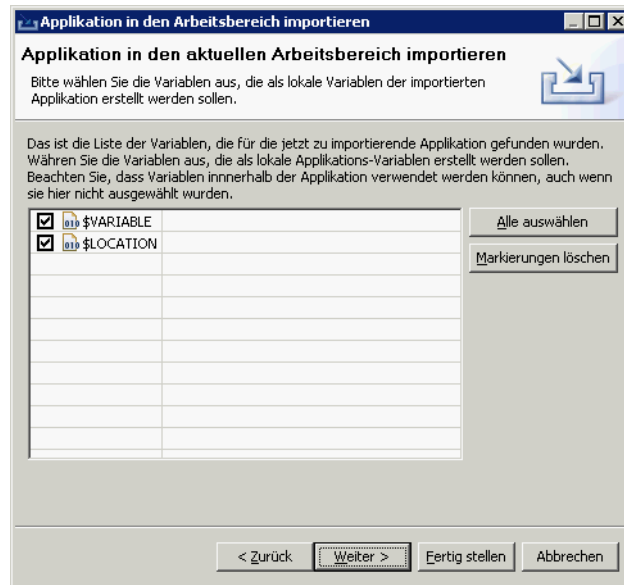 Applikation in den Arbeitsbereich importieren
Applikation in den aktuellen Arbeitsbereich importieren
Bitte wählen Sie die Variablen aus, die als lokale Variablen der importierten
Applikation erstellt werden sollen.
Das ist die Liste der Variablen, die für die jetzt zu importierende Applikation gefunden wurden.
Währen Sie die Variablen aus, die als lokale Applikations-Variablen erstellt werden sollen.
Beachten Sie, dass Variablen innnerhalb der Applikation verwendet werden können, auch wenn
sie hier nicht ausgewählt wurden.
010 $VARIABLE
Alle auswählen
010 $LOCATION
Markierungen löschen
< Zurück Weiter > Fertig stellen Abbrechen